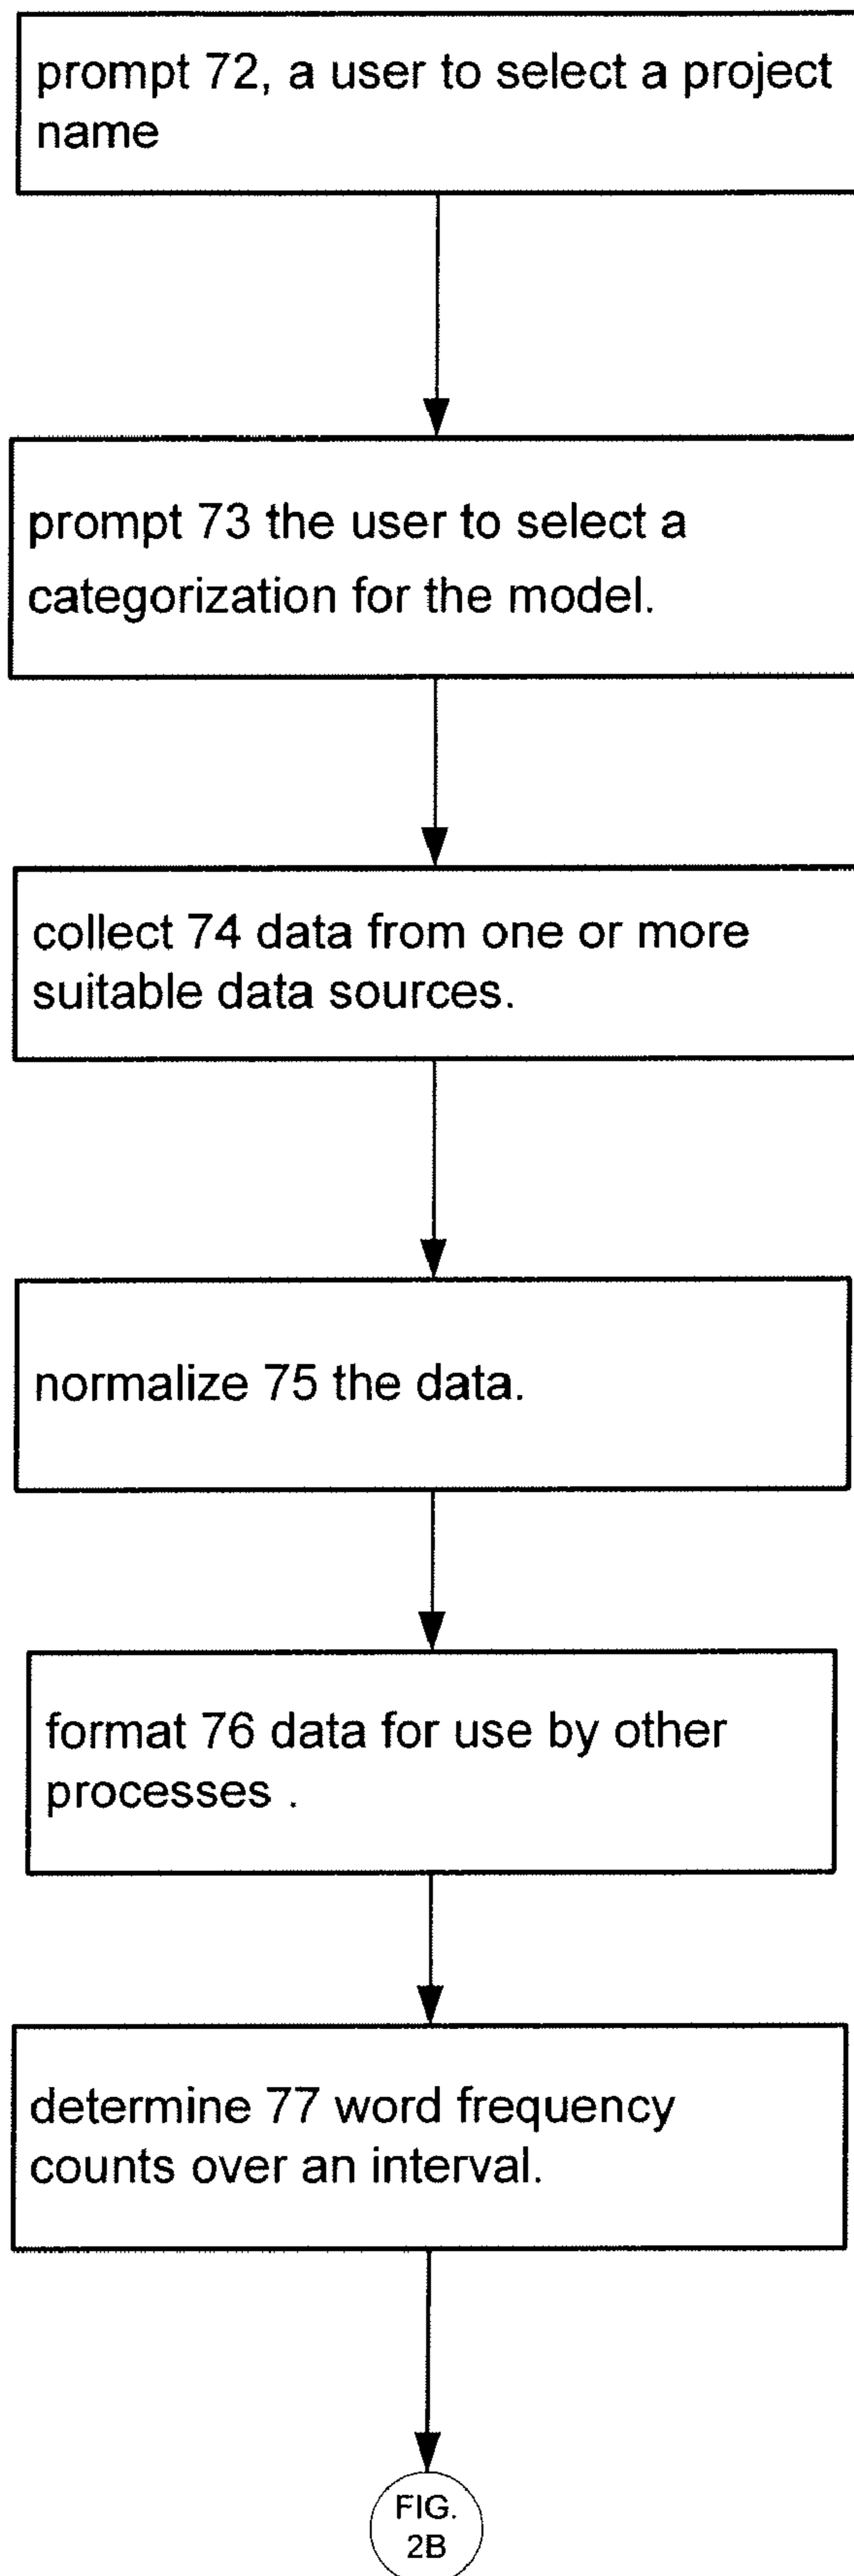 prompt 72, a user to select a project
name
prompt 73 the user to select a
categorization for the model.
collect 74 data from one or more
suitable data sources.
normalize 75 the data.
format 76 data for use by other
processes .
determine 77 word frequency
counts over an interval.
FIG.
2B